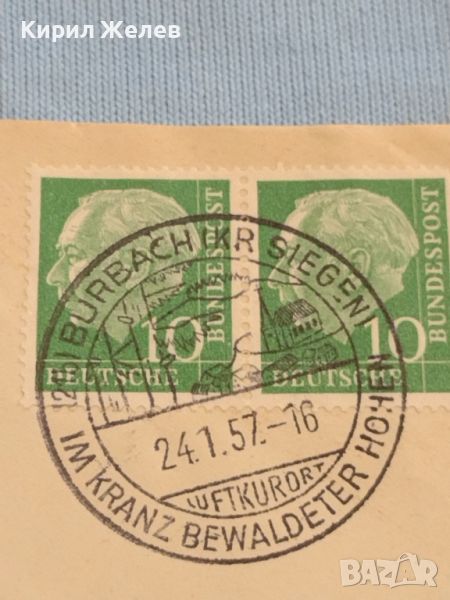 Кирил Желев
10
BUNDESPOST
DEUTSCHE
10
BUNDESPOST
DEUTSCHE
BURBACH (KR SIEGEN)
24.1.57.-16
LUFTKURORT
IM KRANZ BEWALDETER HÖHEN
BAZAR